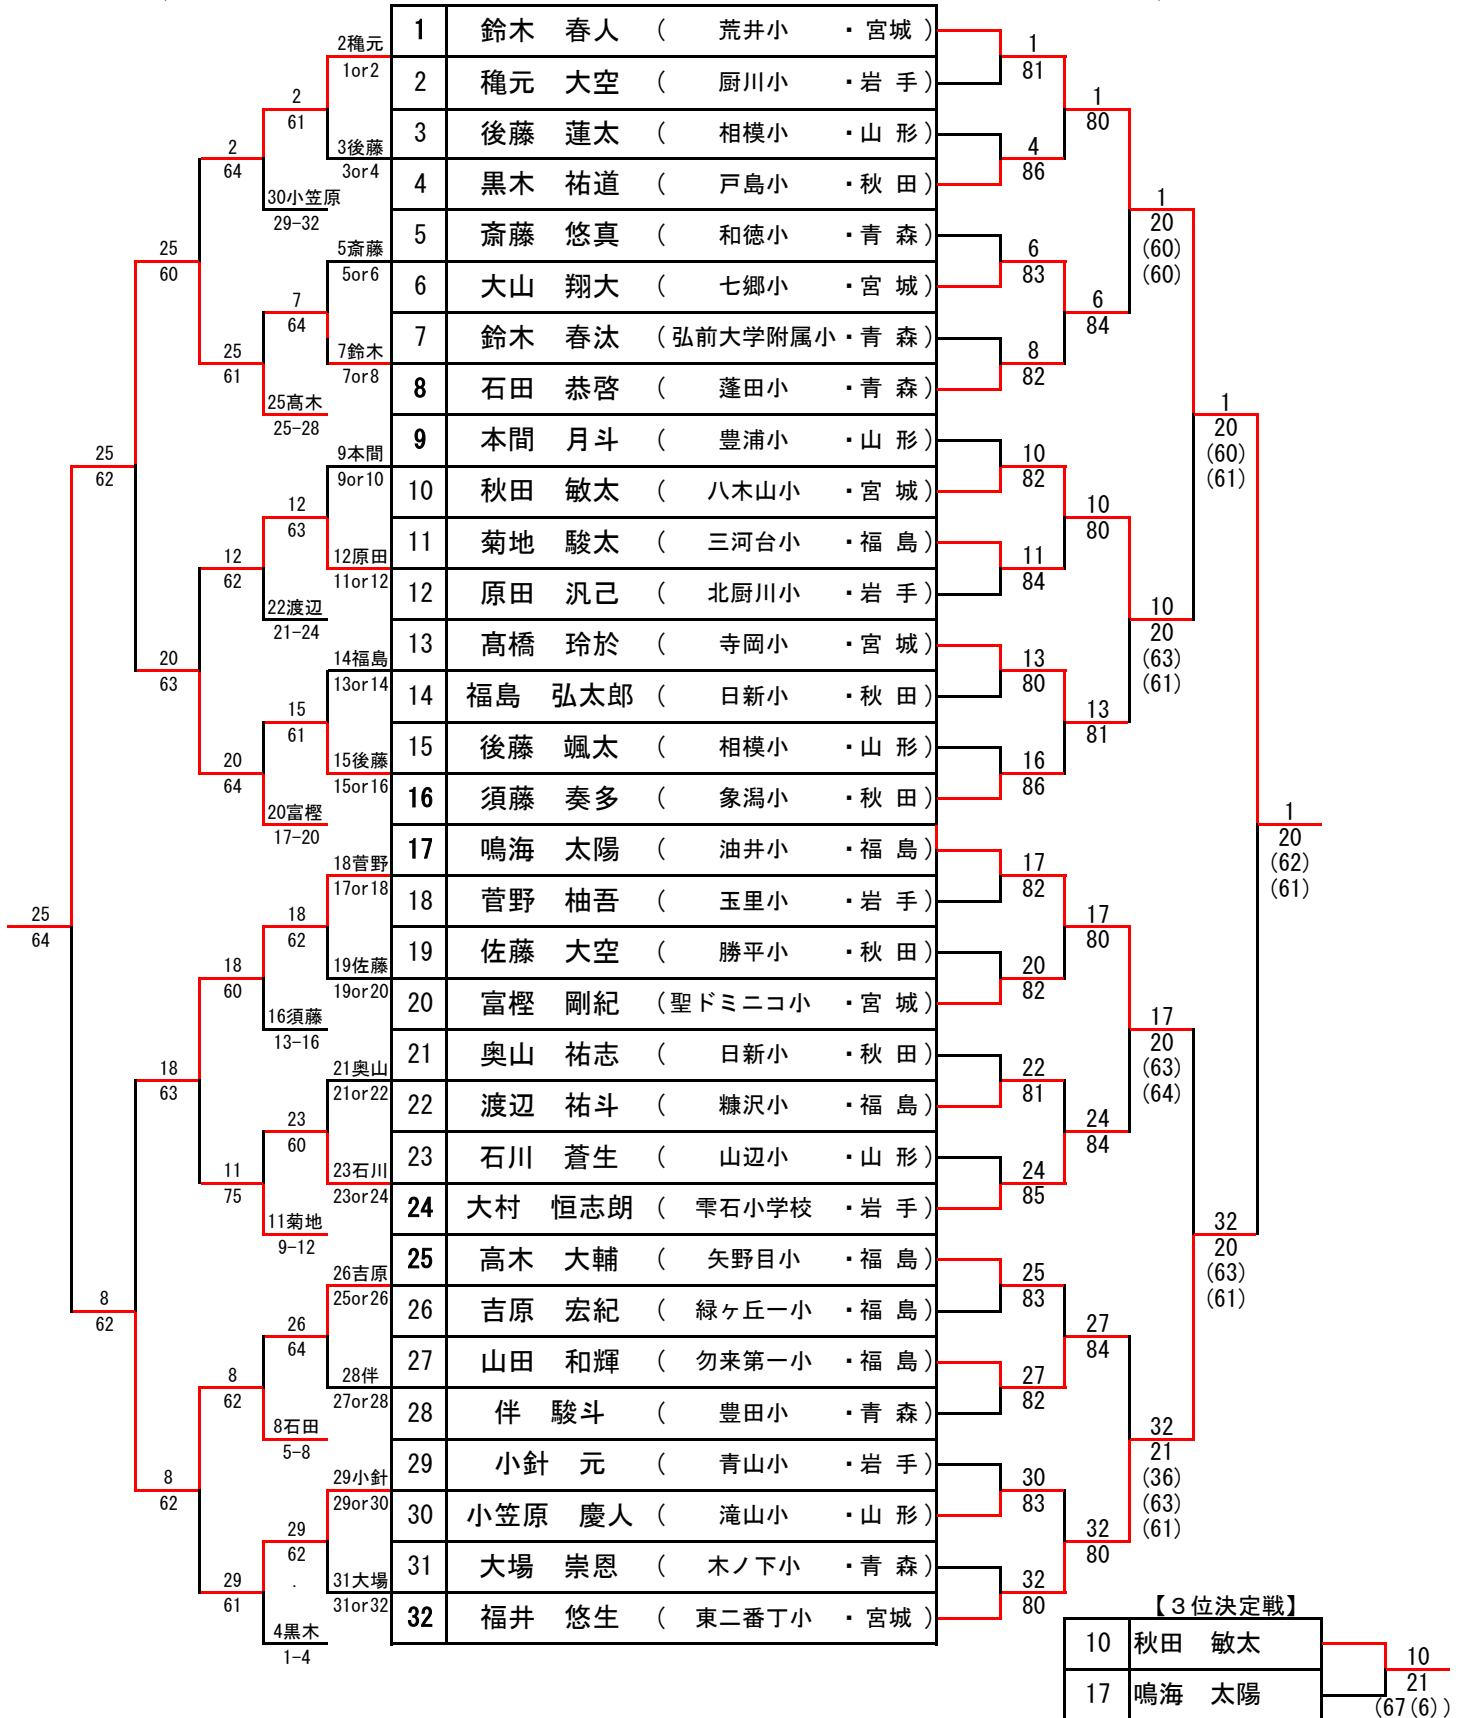 1 鈴木 春人 ( 荒井小 ・ 宮城 )
2 穐元 大空 ( 厨川小 ・ 岩 手 )
3 後藤 蓮太 ( 相模小 ・ 山 形 )
4 黒木 祐道 ( 戸島小 ・ 秋 田 )
5 斎藤 悠真 ( 和徳小 ・ 青 森 )
6 大山 翔大 ( 七郷小 ・ 宮 城 )
7 鈴木 春汰 ( 弘前大学附属小 ・ 青 森 )
8 石田 恭啓 ( 蓬田小 ・ 青 森 )
9 本間 月斗 ( 豊浦小 ・ 山 形 )
10 秋田 敏太 ( 八木山小 ・ 宮 城 )
11 菊地 駿太 ( 三河台小 ・ 福 島 )
12 原田 汎己 ( 北厨川小 ・ 岩 手 )
13 髙橋 玲於 ( 寺岡小 ・ 宮 城 )
14 福島 弘太郎 ( 日新小 ・ 秋 田 )
15 後藤 颯太 ( 相模小 ・ 山 形 )
16 須藤 奏多 ( 象潟小 ・ 秋 田 )
17 鳴海 太陽 ( 油井小 ・ 福 島 )
18 菅野 柚吾 ( 玉里小 ・ 岩 手 )
19 佐藤 大空 ( 勝平小 ・ 秋 田 )
20 富樫 剛紀 ( 聖ドミニコ小 ・ 宮 城 )
21 奥山 祐志 ( 日新小 ・ 秋 田 )
22 渡辺 祐斗 ( 糠沢小 ・ 福 島 )
23 石川 蒼生 ( 山辺小 ・ 山 形 )
24 大村 恒志朗 ( 雫石小学校 ・ 岩 手 )
25 高木 大輔 ( 矢野目小 ・ 福 島 )
26 吉原 宏紀 ( 緑ヶ丘一小 ・ 福 島 )
27 山田 和輝 ( 勿来第一小 ・ 福 島 )
28 伴 駿斗 ( 豊田小 ・ 青 森 )
29 小針 元 ( 青山小 ・ 岩 手 )
30 小笠原 慶人 ( 滝山小 ・ 山 形 )
31 大場 崇恩 ( 木ノ下小 ・ 青 森 )
32 福井 悠生 ( 東二番丁小 ・ 宮城 )
2穐元
1or2
3後藤
3or4
5斎藤
5or6
7鈴木
7or8
9本間
9or10
12原田
11or12
14福島
13or14
15後藤
15or16
18菅野
17or18
19佐藤
19or20
21奥山
21or22
23石川
23or24
26吉原
25or26
28伴
27or28
29小針
29or30
31大場
31or32
2
61
30小笠原
29-32
7
64
25髙木
25-28
12
63
22渡辺
21-24
15
61
20富樫
17-20
18
62
16須藤
13-16
23
60
11菊地
9-12
26
64
8石田
5-8
29
62
.
4黒木
1-4
2
64
25
61
12
62
20
64
18
60
11
75
8
62
29
61
25
60
20
63
18
63
8
62
25
62
8
62
25
64
1
81
4
86
6
83
8
82
10
82
11
84
13
80
16
86
17
82
20
82
22
81
24
85
25
83
27
82
30
83
32
80
1
80
6
84
10
80
13
81
17
80
24
84
27
84
32
80
1
20
(60)
(60)
10
20
(63)
(61)
17
20
(63)
(64)
32
21
(36)
(63)
(61)
1
20
(60)
(61)
32
20
(63)
(61)
1
20
(62)
(61)
【３位決定戦】
10 秋田 敏太
17 鳴海 太陽
10
21
(67(6))